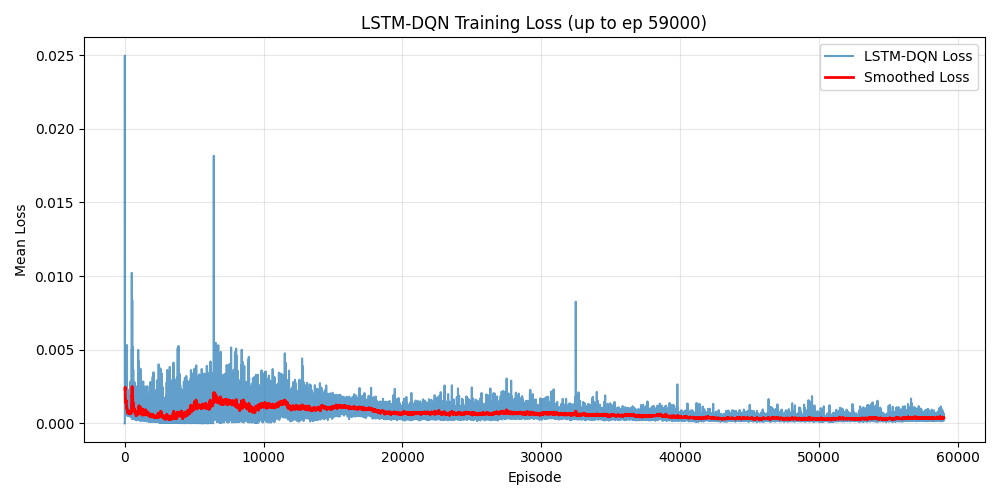 LSTM-DQN Training Loss (up to ep 59000)
LSTM-DQN Loss
Smoothed Loss
Mean Loss
0.025
0.020
0.015
0.010
0.005
0.000
0 10000 20000 30000 40000 50000 60000
Episode